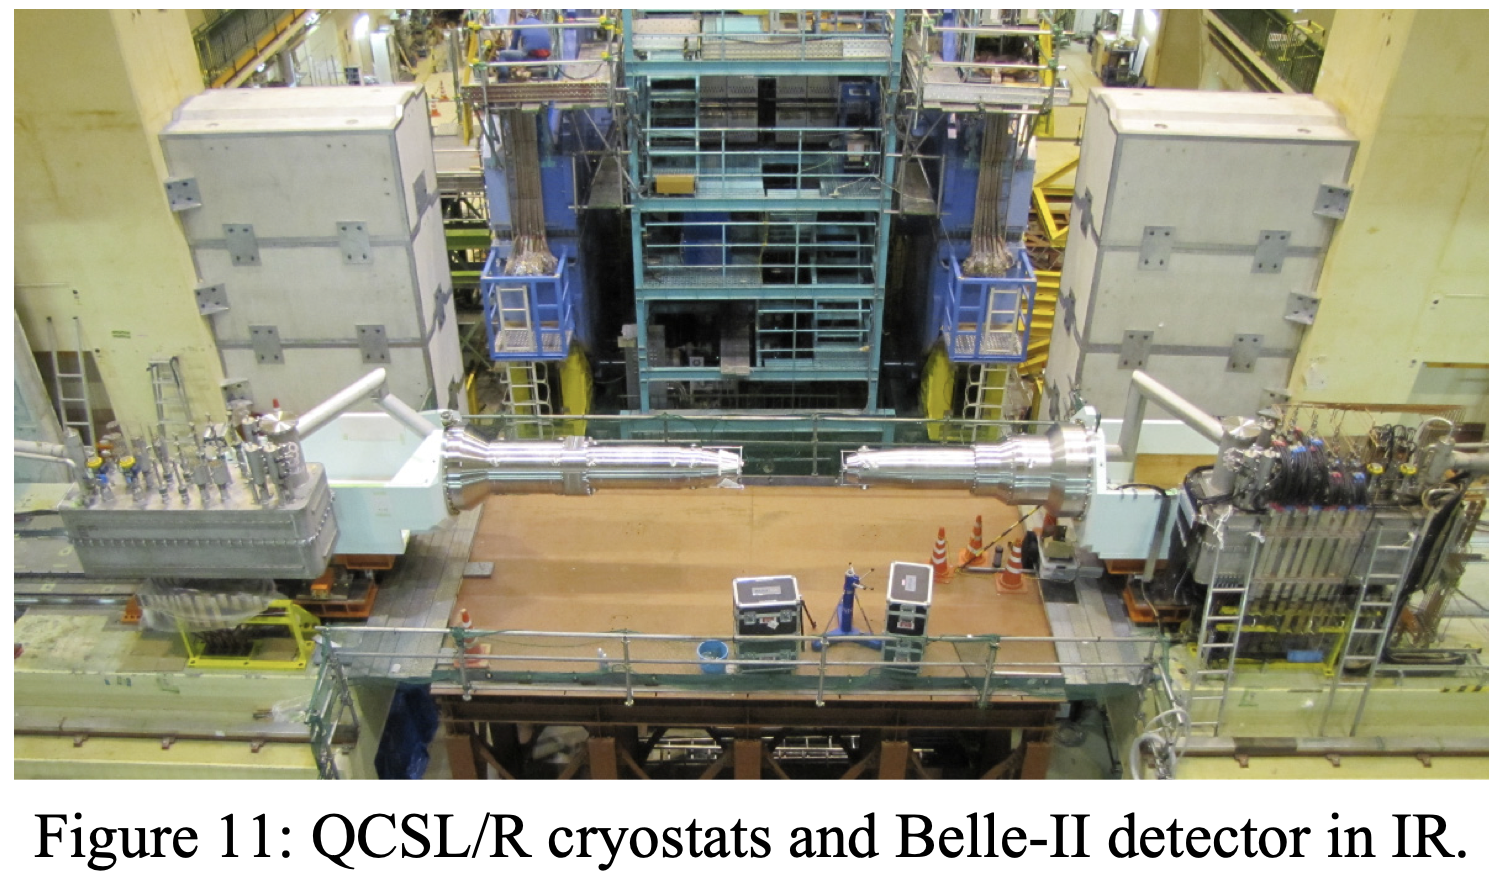 Figure 11: QCSL/R cryostats and Belle-II detector in IR.